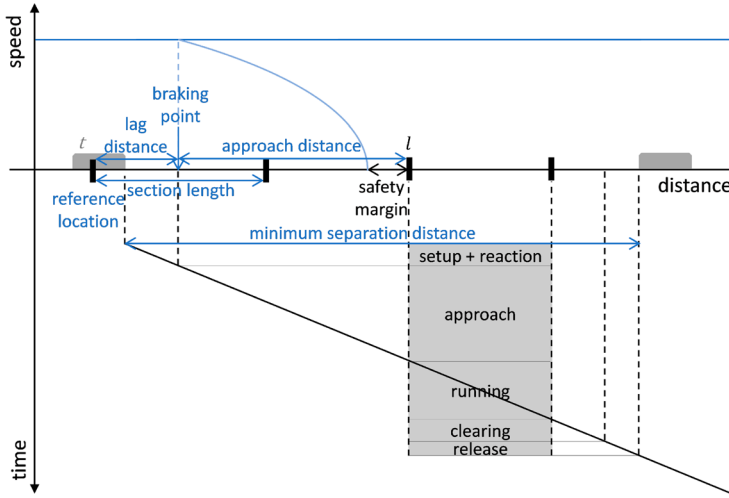 speed
braking
point
lag
distance
t
approach distance
l
section length
reference
location
safety
margin
distance
minimum separation distance
setup + reaction
approach
running
clearing
release
time